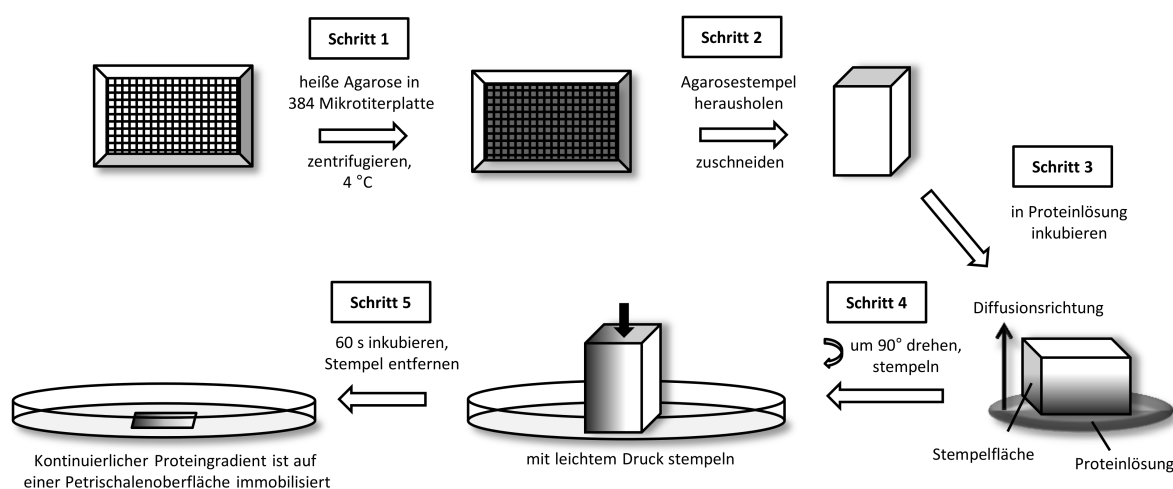 Schritt 1
heiße Agarose in
384 Mikrotiterplatte
zentrifugieren,
4 °C
Schritt 2
Agarosestempel
herausholen
zuschneiden
Schritt 3
in Proteinlösung
inkubieren
Diffusionsrichtung
Stempelfläche
Proteinlösung
Schritt 4
um 90° drehen,
stempeln
mit leichtem Druck stempeln
Schritt 5
60 s inkubieren,
Stempel entfernen
Kontinuierlicher Proteingradient ist auf
einer Petrischalenoberfläche immobilisiert